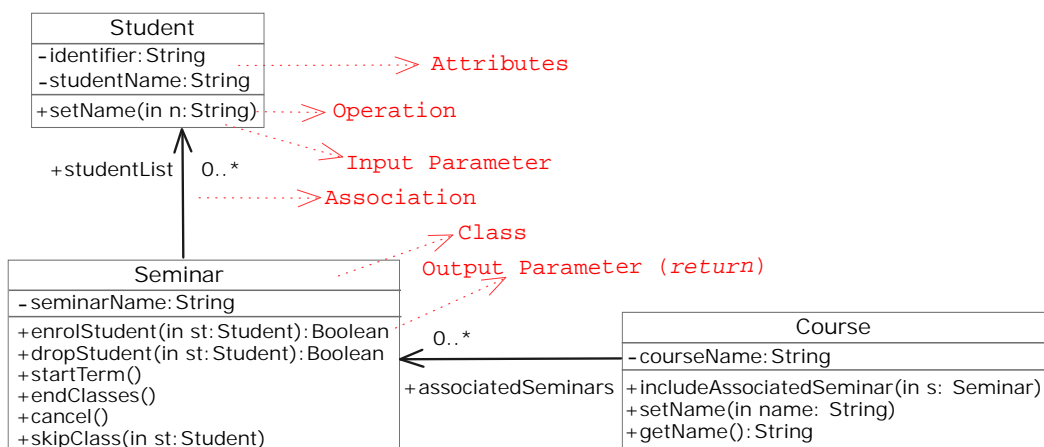 Student
-identifier:String
-studentName:String
+setName(in n:String)
Attributes
Operation
Input Parameter
+studentList
0..*
Association
Class
Output Parameter (return)
Seminar
-seminarName:String
+enrolStudent(in st:Student):Boolean
+dropStudent(in st:Student):Boolean
+startTerm()
+endClasses()
+cancel()
+skipClass(in st:Student)
0..*
+associatedSeminars
Course
-courseName:String
+includeAssociatedSeminar(in s: Seminar)
+setName(in name: String)
+getName():String